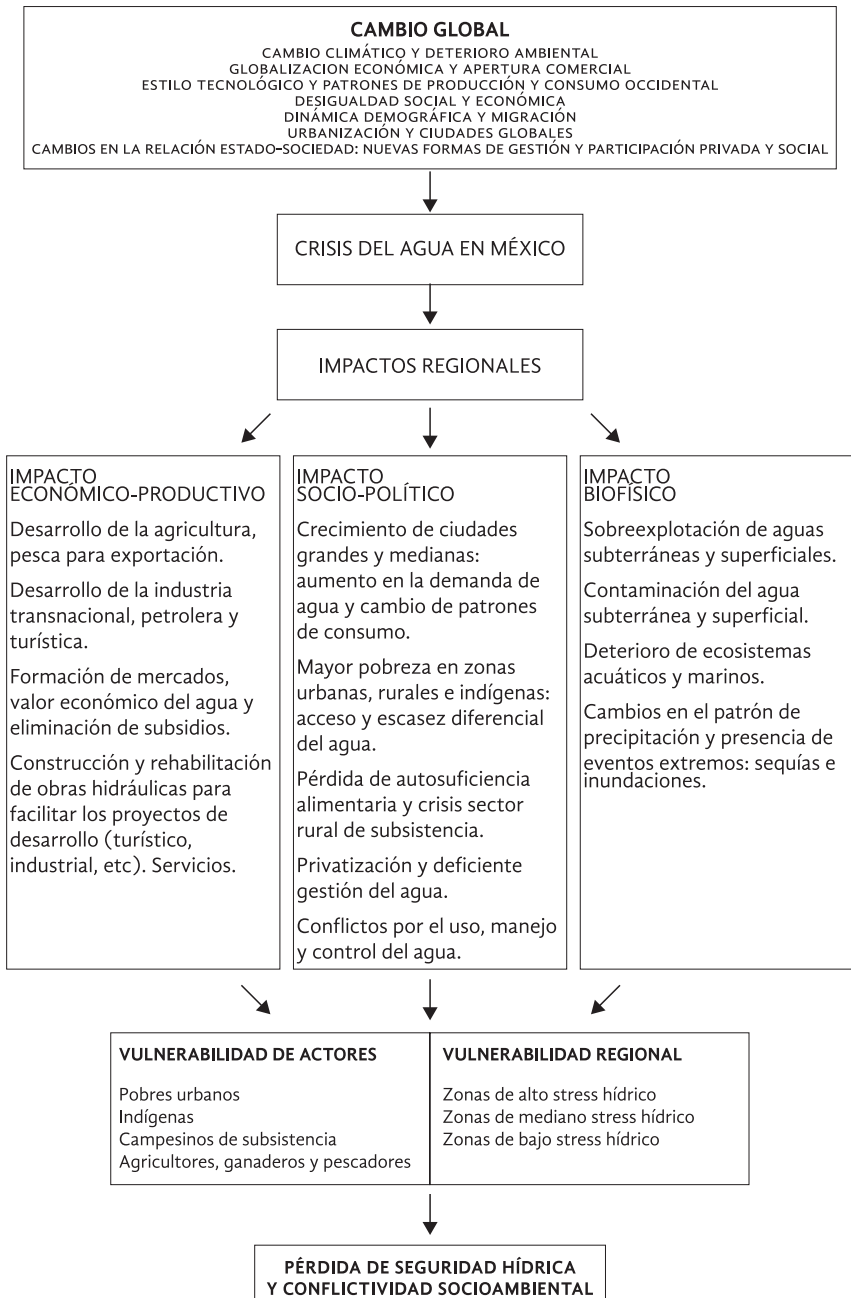 CAMBIO GLOBAL
CAMBIO CLIMÁTICO Y DETERIORO AMBIENTAL
GLOBALIZACION ECONÓMICA Y APERTURA COMERCIAL
ESTILO TECNOLÓGICO Y PATRONES DE PRODUCCIÓN Y CONSUMO OCCIDENTAL
DESIGUALDAD SOCIAL Y ECONÓMICA
DINÁMICA DEMOGRÁFICA Y MIGRACIÓN
URBANIZACIÓN Y CIUDADES GLOBALES
CAMBIOS EN LA RELACIÓN ESTADO-SOCIEDAD: NUEVAS FORMAS DE GESTIÓN Y PARTICIPACIÓN PRIVADA Y SOCIAL
CRISIS DEL AGUA EN MÉXICO
IMPACTOS REGIONALES
IMPACTO
ECONÓMICO-PRODUCTIVO
Desarrollo de la agricultura,
pesca para exportación.
Desarrollo de la industria
transnacional, petrolera y
turística.
Formación de mercados,
valor económico del agua y
eliminación de subsidios.
Construcción y rehabilitación
de obras hidráulicas para
facilitar los proyectos de
desarrollo (turístico,
industrial, etc). Servicios.
IMPACTO
SOCIO-POLÍTICO
Crecimiento de ciudades
grandes y medianas:
aumento en la demanda de
agua y cambio de patrones
de consumo.
Mayor pobreza en zonas
urbanas, rurales e indígenas:
acceso y escasez diferencial
del agua.
Pérdida de autosuficiencia
alimentaria y crisis sector
rural de subsistencia.
Privatización y deficiente
gestión del agua.
Conflictos por el uso, manejo
y control del agua.
IMPACTO
BIOFÍSICO
Sobreexplotación de aguas
subterráneas y superficiales.
Contaminación del agua
subterránea y superficial.
Deterioro de ecosistemas
acuáticos y marinos.
Cambios en el patrón de
precipitación y presencia de
eventos extremos: sequías e
inundaciones.
VULNERABILIDAD DE ACTORES
Pobres urbanos
Indígenas
Campesinos de subsistencia
Agricultores, ganaderos y pescadores
VULNERABILIDAD REGIONAL
Zonas de alto stress hídrico
Zonas de mediano stress hídrico
Zonas de bajo stress hídrico
PÉRDIDA DE SEGURIDAD HÍDRICA
Y CONFLICTIVIDAD SOCIOAMBIENTAL